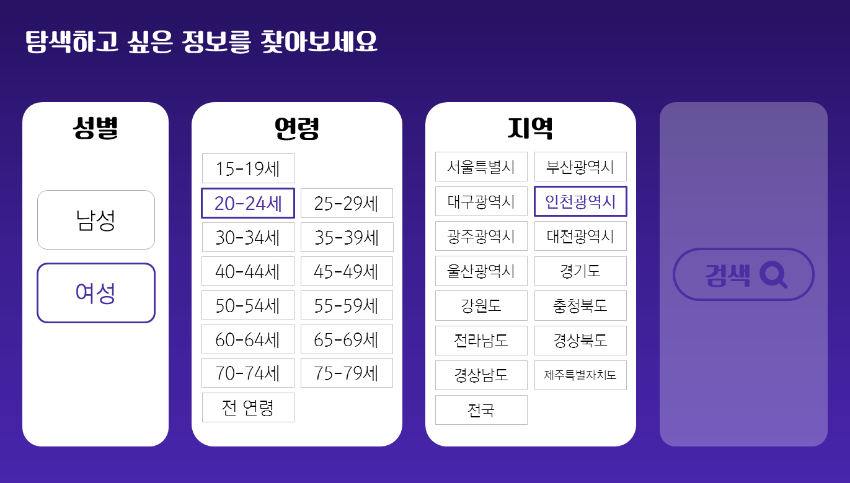 탐색하고 싶은 정보를 찾아보세요
성별
남성
여성
연령
15-19세
20-24세 25-29세
30-34세 35-39세
40-44세 45-49세
50-54세 55-59세
60-64세 65-69세
70-74세 75-79세
전 연령
지역
서울특별시 부산광역시
대구광역시 인천광역시
광주광역시 대전광역시
울산광역시 경기도
강원도 충청북도
전라남도 경상북도
경상남도 제주특별자치도
전국
검색